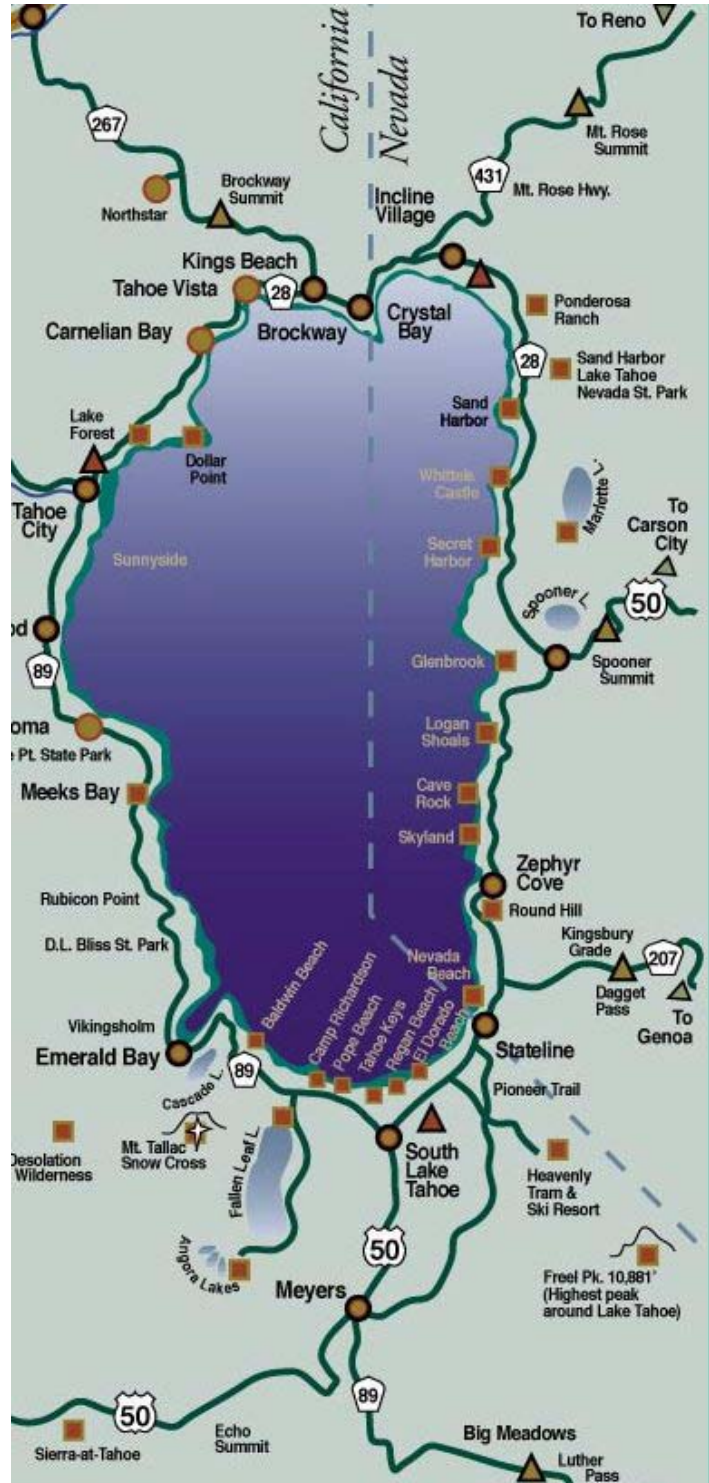 To Reno
California
Nevada
267
Mt. Rose
Summit
431
Mt. Rose Hwy.
Northstar
Brockway
Summit
Incline
Village
Kings Beach
Tahoe Vista
28
Brockway
Crystal
Bay
Ponderosa
Ranch
Carnelian Bay
28
Sand Harbor
Lake Tahoe
Nevada St. Park
Lake
Forest
Dollar
Point
Sand
Harbor
Whittels
Castle
Marlette L.
Tahoe
City
To
Carson
City
Sunnyside
Secret
Harbor
Spooner L.
50
od
89
Glenbrook
Spooner
Summit
oma
e Pt. State Park
Logan
Shoals
Meeks Bay
Cave
Rock
Skyland
Zephyr
Cove
Rubicon Point
Round Hill
D.L. Bliss St. Park
Kingsbury
Grade
207
Dagget
Pass
To
Genoa
Nevada
Beach
Baldwin Beach
Camp Richardson
Pope Beach
Tahoe Keys
Regan Beach
El Dorado
Beach
Vikingsholm
Emerald Bay
Stateline
89
Cascade L.
Pioneer Trail
Desolation
Wilderness
Mt. Tallac
Snow Cross
Fallen Leaf L.
South
Lake
Tahoe
Heavenly
Tram &
Ski Resort
Angora Lakes
50
Freel Pk. 10,881'
(Highest peak
around Lake Tahoe)
Meyers
89
50
Echo
Summit
Sierra-at-Tahoe
Big Meadows
Luther
Pass